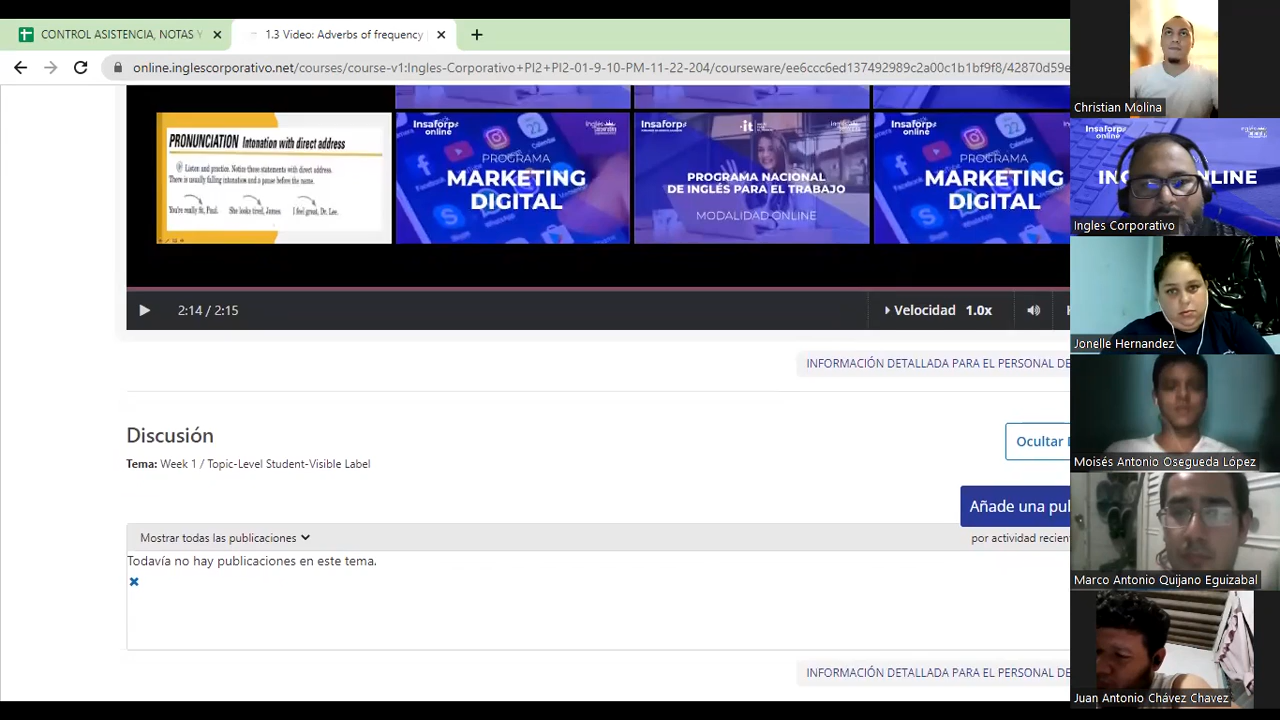 CONTROL ASISTENCIA, NOTAS Y
1.3 Video: Adverbs of frequency
online.inglescorporativo.net/courses/course-v1:Ingles-Corporativo+PI2+PI2-01-9-10-PM-11-22-204/courseware/ee6ccc6ed137492989c2a00c1b1bf9f8/42870d59e
PRONUNCIATION Intonation with direct address
Listen and practice. Notice these statements with direct address.
There is usually falling intonation and a pause before the name.
You're really fit, Paul. She looks tired, James. I feel great, Dr. Lee.
Insaforp online
PROGRAMA
MARKETING
DIGITAL
Insaforp
PROGRAMA NACIONAL
DE INGLÉS PARA EL TRABAJO
MODALIDAD ONLINE
Insaforp online
PROGRAMA
MARKETING
DIGITAL
2:14 / 2:15
Velocidad 1.0x
INFORMACIÓN DETALLADA PARA EL PERSONAL DE
Discusión
Ocultar
Tema: Week 1 / Topic-Level Student-Visible Label
Añade una pul
Mostrar todas las publicaciones
por actividad recien
Todavía no hay publicaciones en este tema.
INFORMACIÓN DETALLADA PARA EL PERSONAL DE
Christian Molina
Insaforp online
ONLINE
Ingles Corporativo
Jonelle Hernandez
Moisés Antonio Osegueda López
Marco Antonio Quijano Eguizabal
Juan Antonio Chávez Chavez